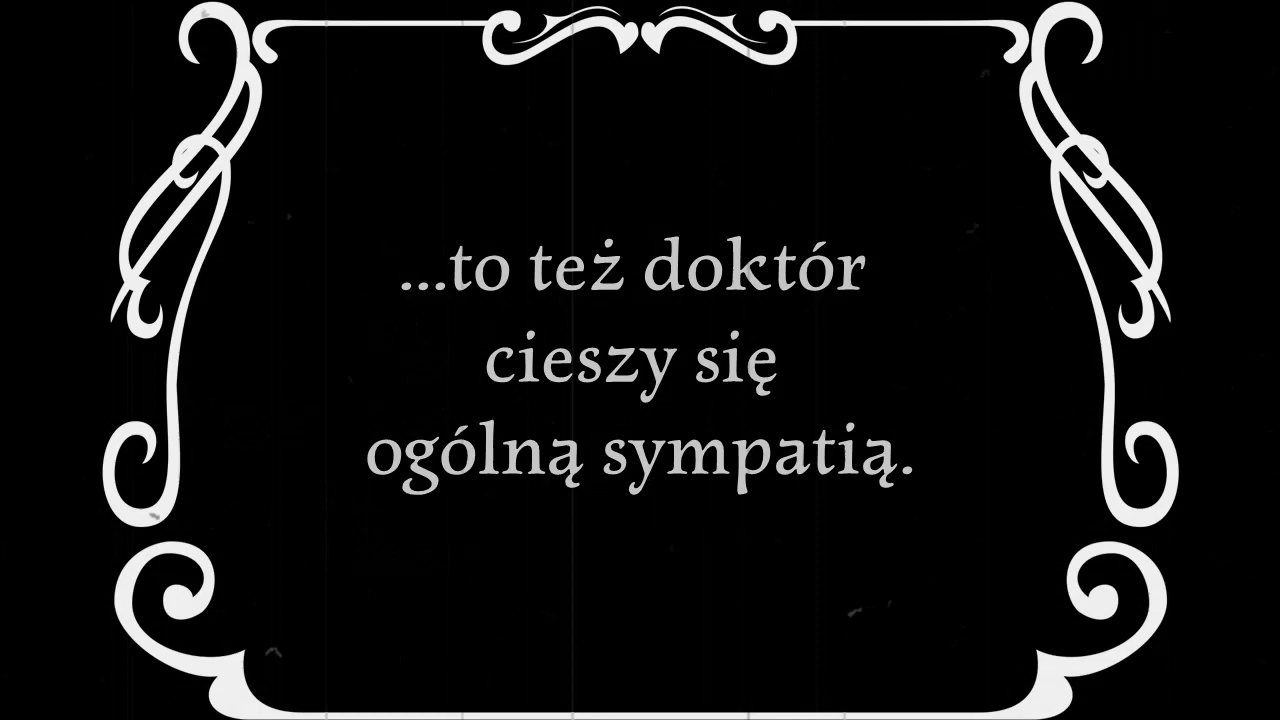 ...to też doktór
cieszy się
ogólną sympatią.